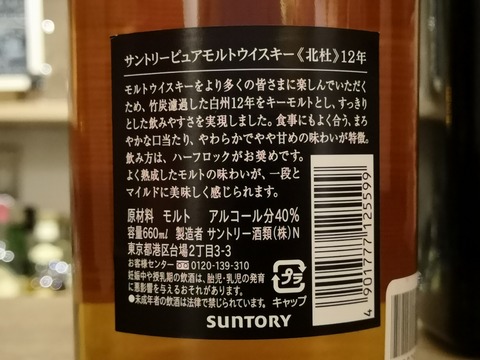 サントリーピュアモルトウイスキー《北杜》12年
モルトウイスキーをより多くの皆さまに楽しんでいただく
ため、竹炭濾過した白州12年をキーモルトとし、すっきり
とした飲みやすさを実現しました。食事にもよく合う、まろ
やかな口当たり、やわらかでやや甘めの味わいが特徴。
飲み方は、ハーフロックがお奨めです。
よく熟成したモルトの味わいが、一段と
マイルドに美味しく感じられます。
原材料 モルト アルコール分40%
容量660ml 製造者 サントリー酒類(株)N
東京都港区台場2丁目3-3
お客様センター 0120-139-310
妊娠中や授乳期の飲酒は、胎児・乳児の発育
に悪影響を与えるおそれがあります。
●未成年者の飲酒は法律で禁じられています。
プラ
キャップ
SUNTORY
4901777125599